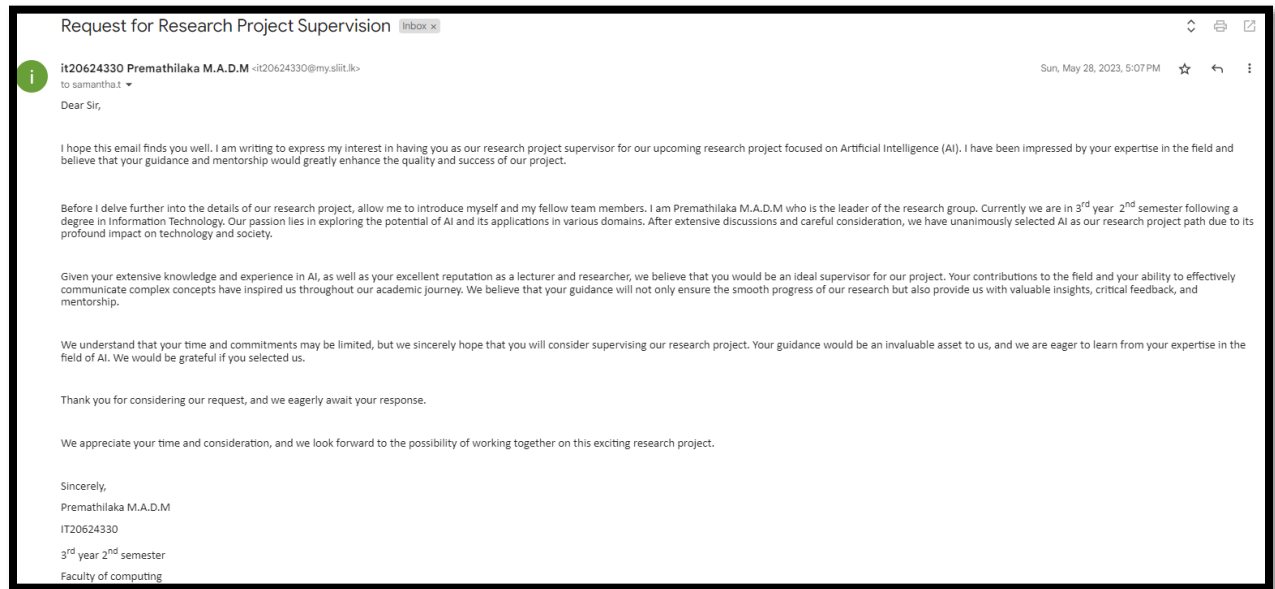 Request for Research Project Supervision Inbox ×
i
it20624330 Premathilaka M.A.D.M <it20624330@my.sliit.lk>
Sun, May 28, 2023, 5:07 PM
to samantha.t
Dear Sir,
I hope this email finds you well. I am writing to express my interest in having you as our research project supervisor for our upcoming research project focused on Artificial Intelligence (AI). I have been impressed by your expertise in the field and
believe that your guidance and mentorship would greatly enhance the quality and success of our project.
Before I delve further into the details of our research project, allow me to introduce myself and my fellow team members. I am Premathilaka M.A.D.M who is the leader of the research group. Currently we are in 3rd year 2nd semester following a
degree in Information Technology. Our passion lies in exploring the potential of AI and its applications in various domains. After extensive discussions and careful consideration, we have unanimously selected AI as our research project path due to its
profound impact on technology and society.
Given your extensive knowledge and experience in AI, as well as your excellent reputation as a lecturer and researcher, we believe that you would be an ideal supervisor for our project. Your contributions to the field and your ability to effectively
communicate complex concepts have inspired us throughout our academic journey. We believe that your guidance will not only ensure the smooth progress of our research but also provide us with valuable insights, critical feedback, and
mentorship.
We understand that your time and commitments may be limited, but we sincerely hope that you will consider supervising our research project. Your guidance would be an invaluable asset to us, and we are eager to learn from your expertise in the
field of AI. We would be grateful if you selected us.
Thank you for considering our request, and we eagerly await your response.
We appreciate your time and consideration, and we look forward to the possibility of working together on this exciting research project.
Sincerely,
Premathilaka M.A.D.M
IT20624330
3rd year 2nd semester
Faculty of computing